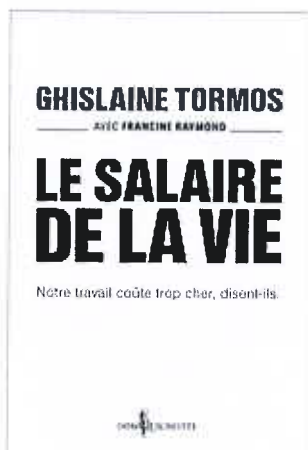 GHISLAINE TORMOS
AVEC FRANCINE RAYMOND
LE SALAIRE
DE LA VIE
Notre travail coûte trop cher, disent-ils.